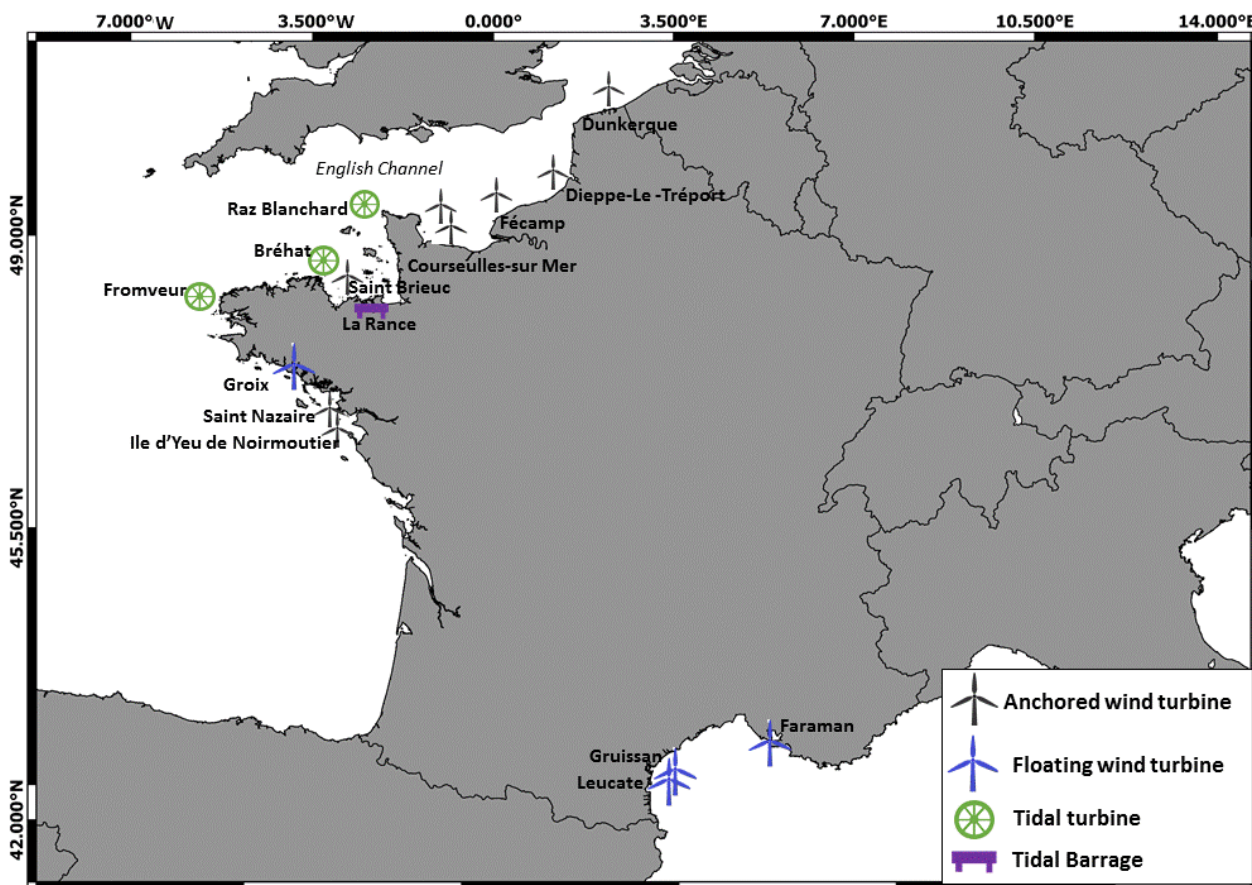 7.000°W 3.500°W 0.000°E 3.500°E 7.000°E 10.500°E 14.000°E
49.000°N
45.500°N
42.000°N
Dunkerque
English Channel
Dieppe-Le -Tréport
Raz Blanchard
Fécamp
Bréhat
Courseulles-sur Mer
Fromveur
Saint Brieuc
La Rance
Groix
Saint Nazaire
Ile d’Yeu de Noirmoutier
Faraman
Gruissan
Leucate
Anchored wind turbine
Floating wind turbine
Tidal turbine
Tidal Barrage